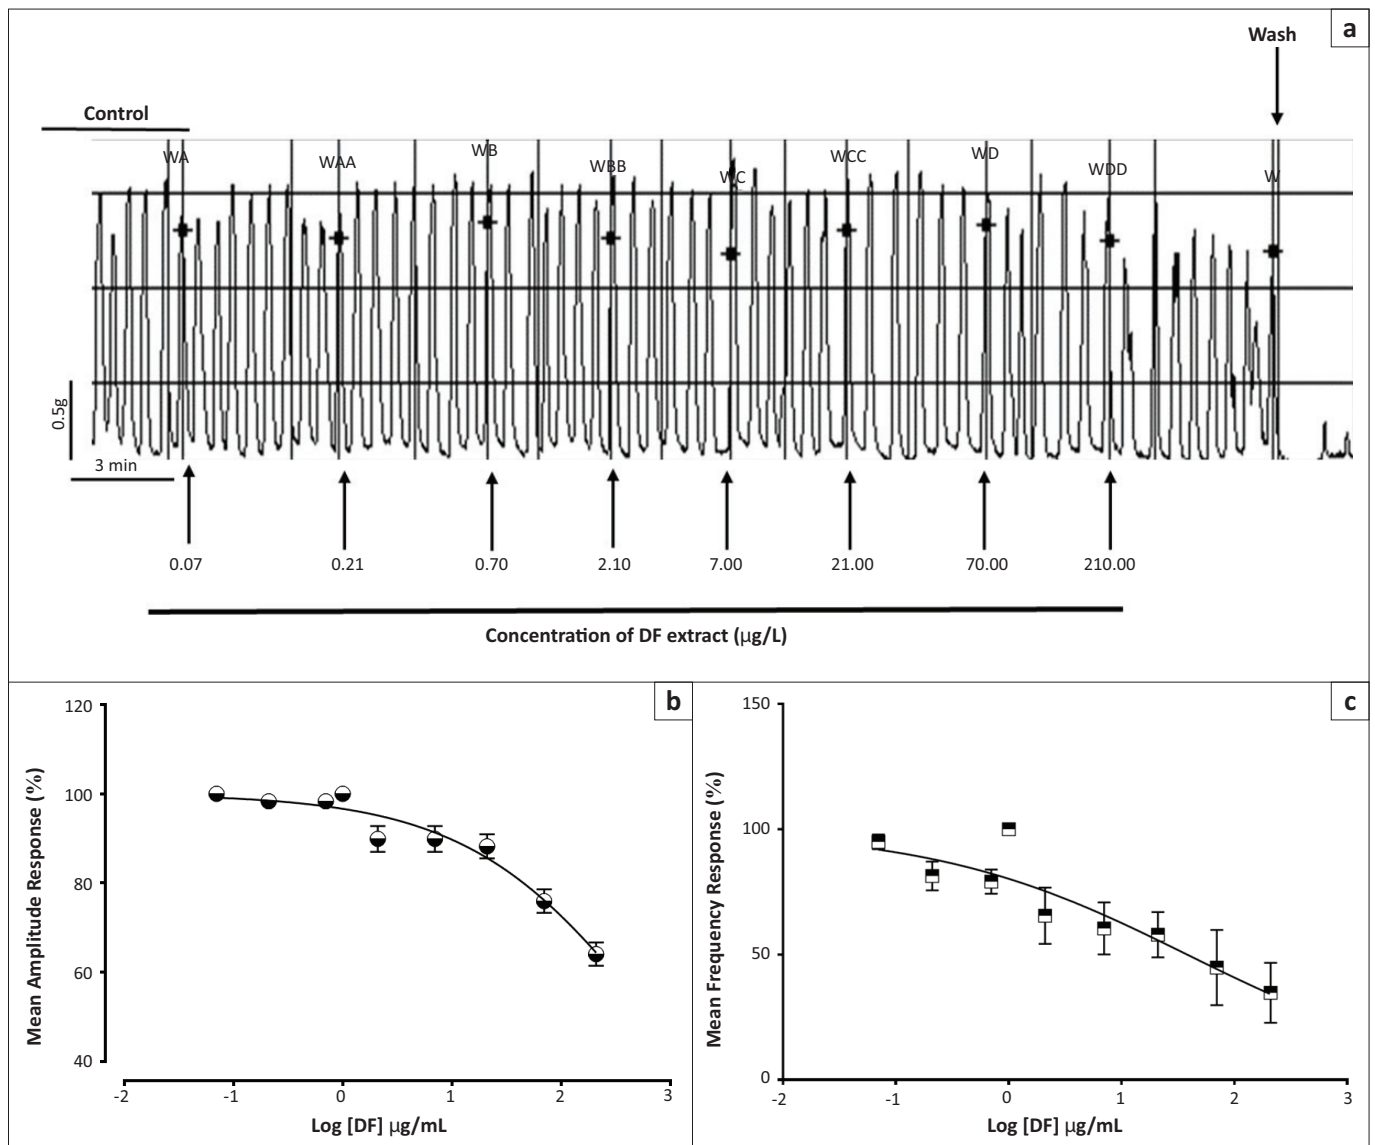 a
Wash
Control
WA
WAA
WB
WBB
WC
WCC
WD
WDD
W
0.5g
3 min
0.07
0.21
0.70
2.10
7.00
21.00
70.00
210.00
Concentration of DF extract (µg/L)
b
120
100
80
60
40
Mean Amplitude Response (%)
-2
-1
0
1
2
3
Log [DF] µg/mL
c
150
100
50
0
Mean Frequency Response (%)
-2
-1
0
1
2
3
Log [DF] µg/mL